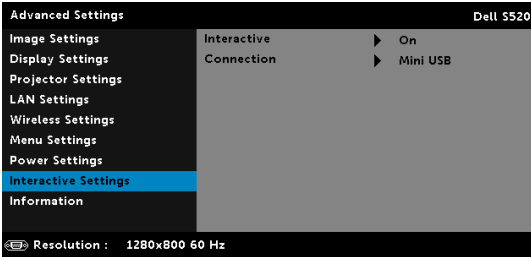 Advanced Settings Dell S520
Image Settings Interactive On
Display Settings Connection Mini USB
Projector Settings
LAN Settings
Wireless Settings
Menu Settings
Power Settings
Interactive Settings
Information
Resolution : 1280x800 60 Hz